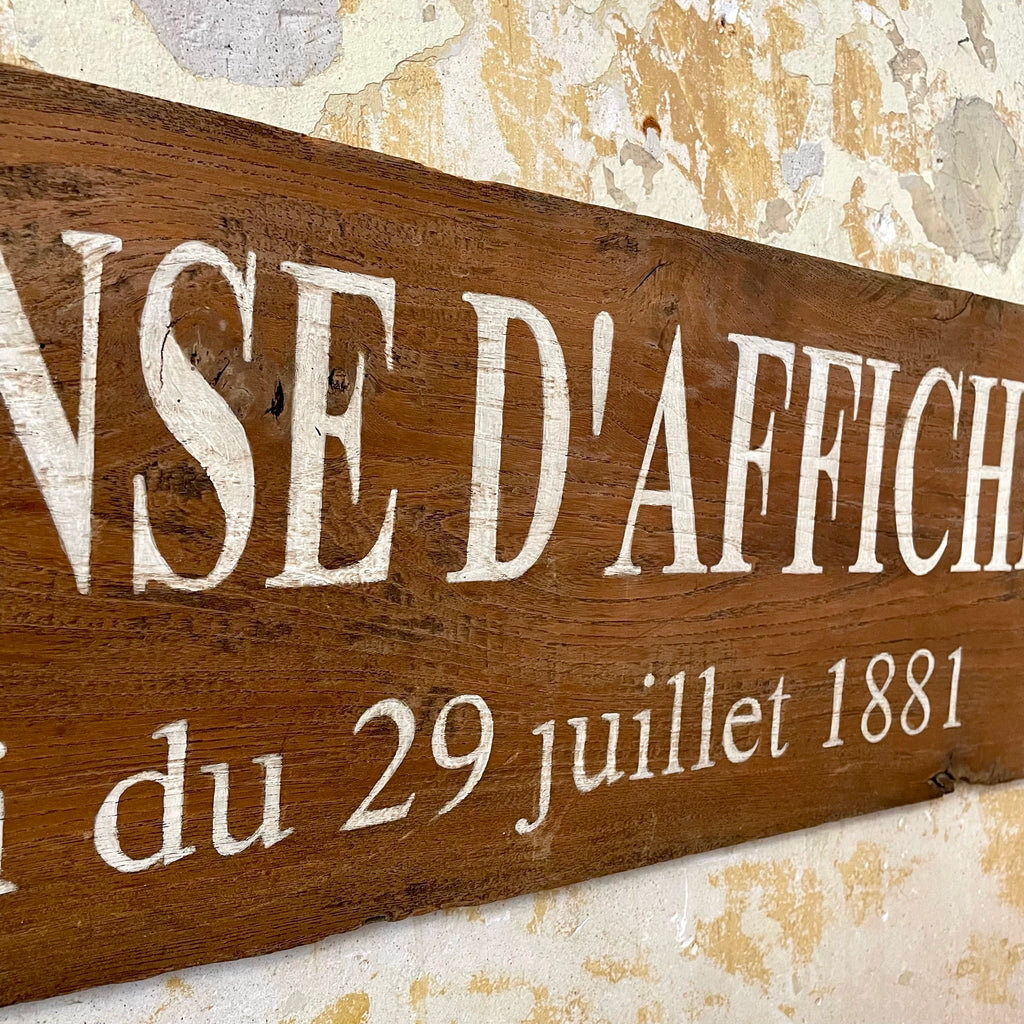 NSE D'AFFICH
i du 29 juillet 1881